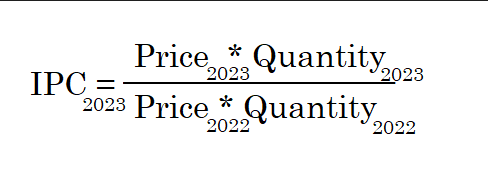 Price₂₀₂₃ * Quantity₂₀₂₃
IPC₂₀₂₃ =
Price₂₀₂₂ * Quantity₂₀₂₂